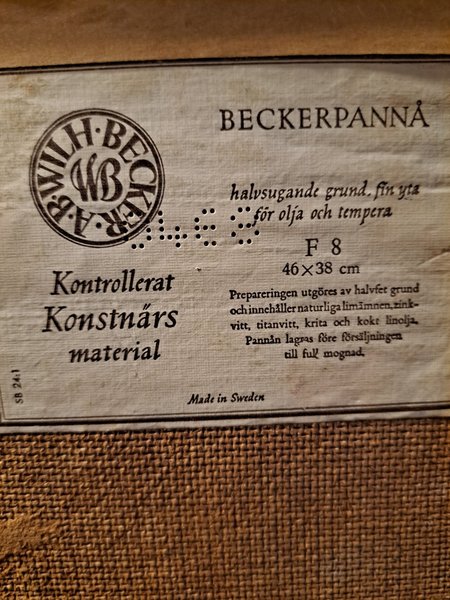 A·B·WILH·BECKER·
WB
BECKERPANNÅ
halvsugande grund, fin yta
för olja och tempera
F 8
46×38 cm
Kontrollerat
Konstnärs
material
Prepareringen utgöres av halvfet grund
och innehåller naturliga limämnen, zink-
vitt, titanvitt, krita och kokt linolja.
Pannån lagras före försäljningen
till full mognad.
Made in Sweden
SB 24:1